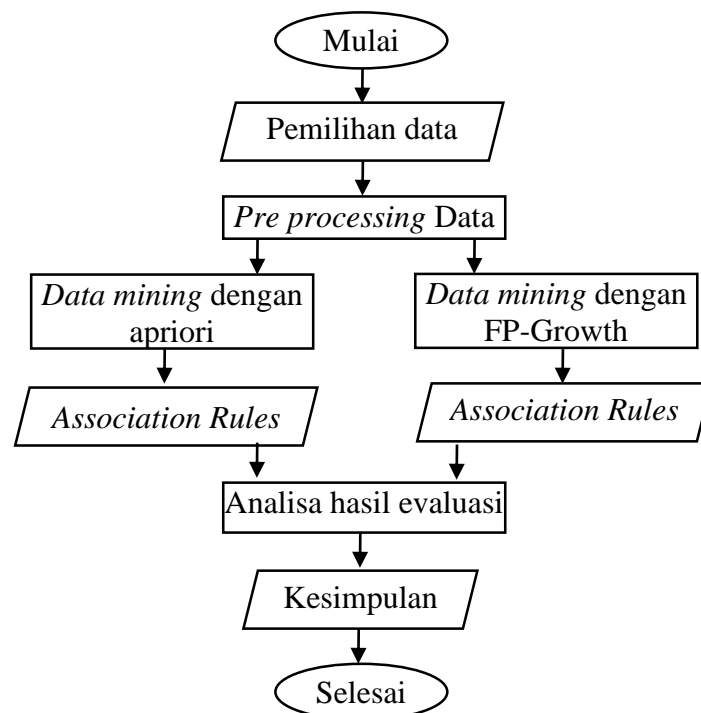 Mulai
Pemilihan data
Pre processing Data
Data mining dengan
apriori
Data mining dengan
FP-Growth
Association Rules
Association Rules
Analisa hasil evaluasi
Kesimpulan
Selesai